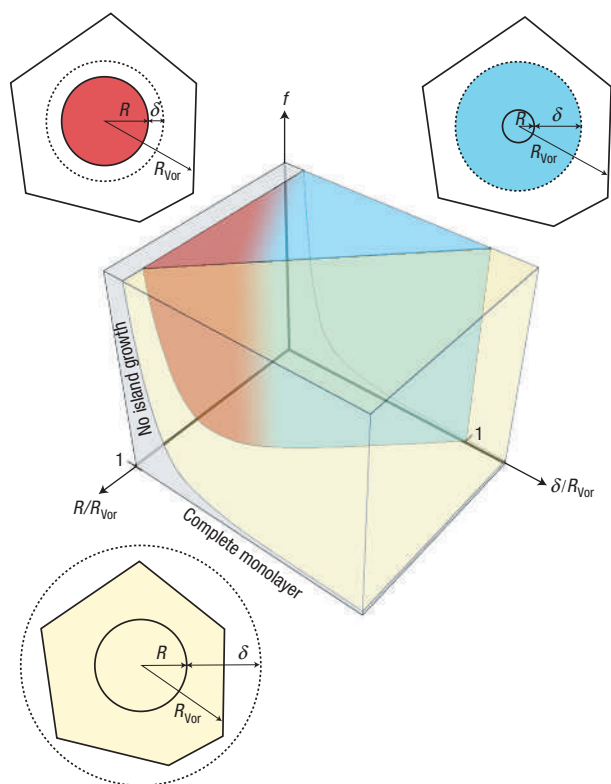 R
δ
R_Vor
f
R
δ
R_Vor
No island growth
1
R/R_Vor
Complete monolayer
1
δ/R_Vor
R
δ
R_Vor